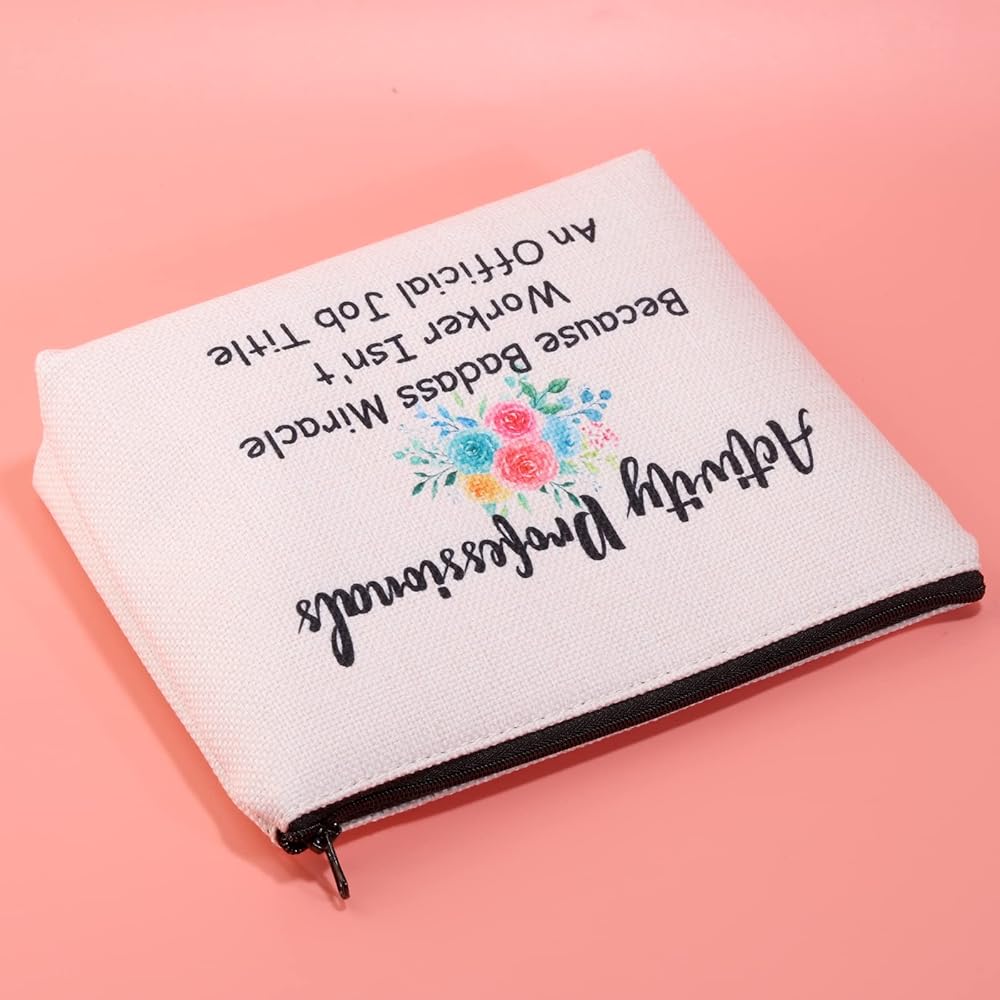 Activity Professionals
Because Badass Miracle
Worker Isn't
An Official Job Title